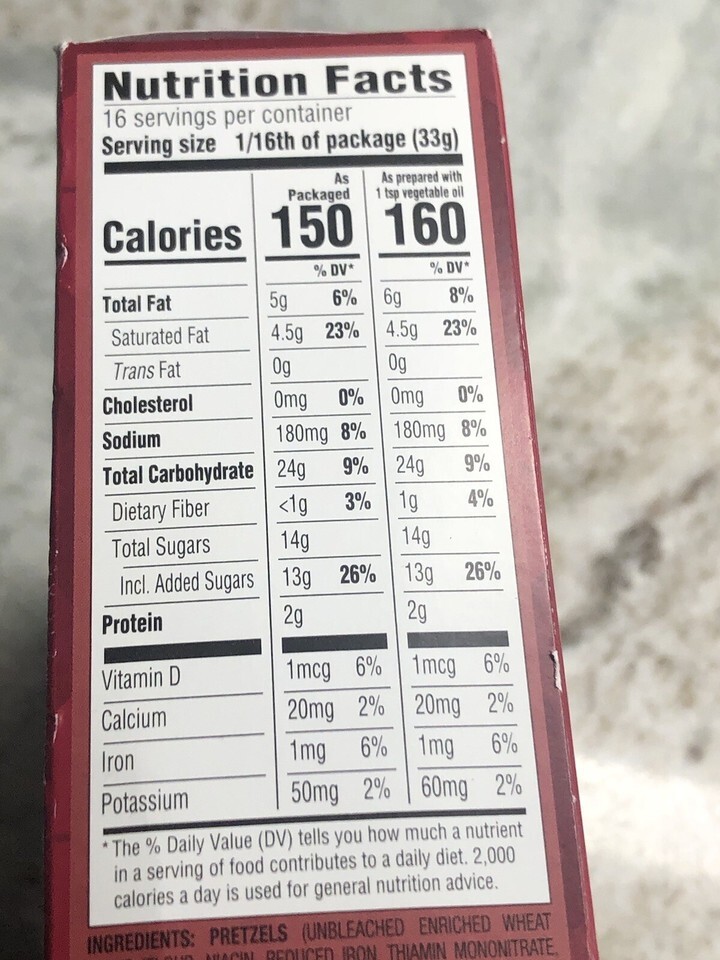 Nutrition Facts
16 servings per container
Serving size 1/16th of package (33g)
As Packaged
As prepared with 1 tsp vegetable oil
Calories 150 160
% DV* % DV*
Total Fat 5g 6% 6g 8%
Saturated Fat 4.5g 23% 4.5g 23%
Trans Fat 0g 0g
Cholesterol 0mg 0% 0mg 0%
Sodium 180mg 8% 180mg 8%
Total Carbohydrate 24g 9% 24g 9%
Dietary Fiber <1g 3% 1g 4%
Total Sugars 14g 14g
Incl. Added Sugars 13g 26% 13g 26%
Protein 2g 2g
Vitamin D 1mcg 6% 1mcg 6%
Calcium 20mg 2% 20mg 2%
Iron 1mg 6% 1mg 6%
Potassium 50mg 2% 60mg 2%
* The % Daily Value (DV) tells you how much a nutrient
in a serving of food contributes to a daily diet. 2,000
calories a day is used for general nutrition advice.
INGREDIENTS: PRETZELS (UNBLEACHED ENRICHED WHEAT
NIACIN, REDUCED IRON, THIAMIN MONONITRATE,